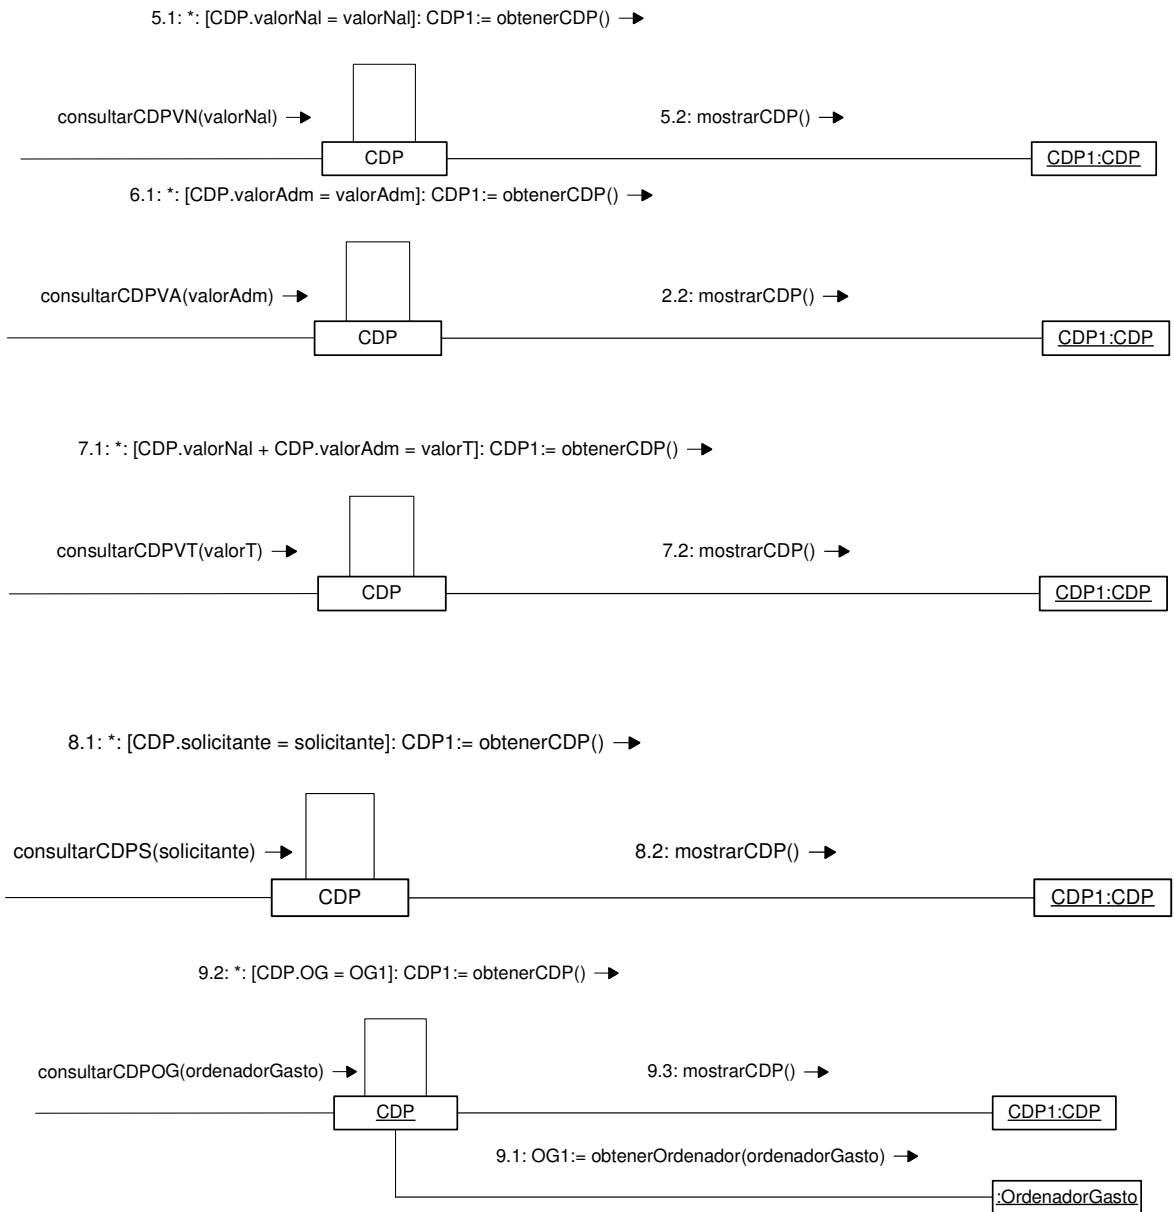 5.1: *: [CDP.valorNal = valorNal]: CDP1:= obtenerCDP()
consultarCDPVN(valorNal)
5.2: mostrarCDP()
CDP
CDP1:CDP
6.1: *: [CDP.valorAdm = valorAdm]: CDP1:= obtenerCDP()
consultarCDPVA(valorAdm)
2.2: mostrarCDP()
CDP
CDP1:CDP
7.1: *: [CDP.valorNal + CDP.valorAdm = valorT]: CDP1:= obtenerCDP()
consultarCDPVT(valorT)
7.2: mostrarCDP()
CDP
CDP1:CDP
8.1: *: [CDP.solicitante = solicitante]: CDP1:= obtenerCDP()
consultarCDPS(solicitante)
8.2: mostrarCDP()
CDP
CDP1:CDP
9.2: *: [CDP.OG = OG1]: CDP1:= obtenerCDP()
consultarCDPOG(ordenadorGasto)
9.3: mostrarCDP()
CDP
CDP1:CDP
9.1: OG1:= obtenerOrdenador(ordenadorGasto)
:OrdenadorGasto